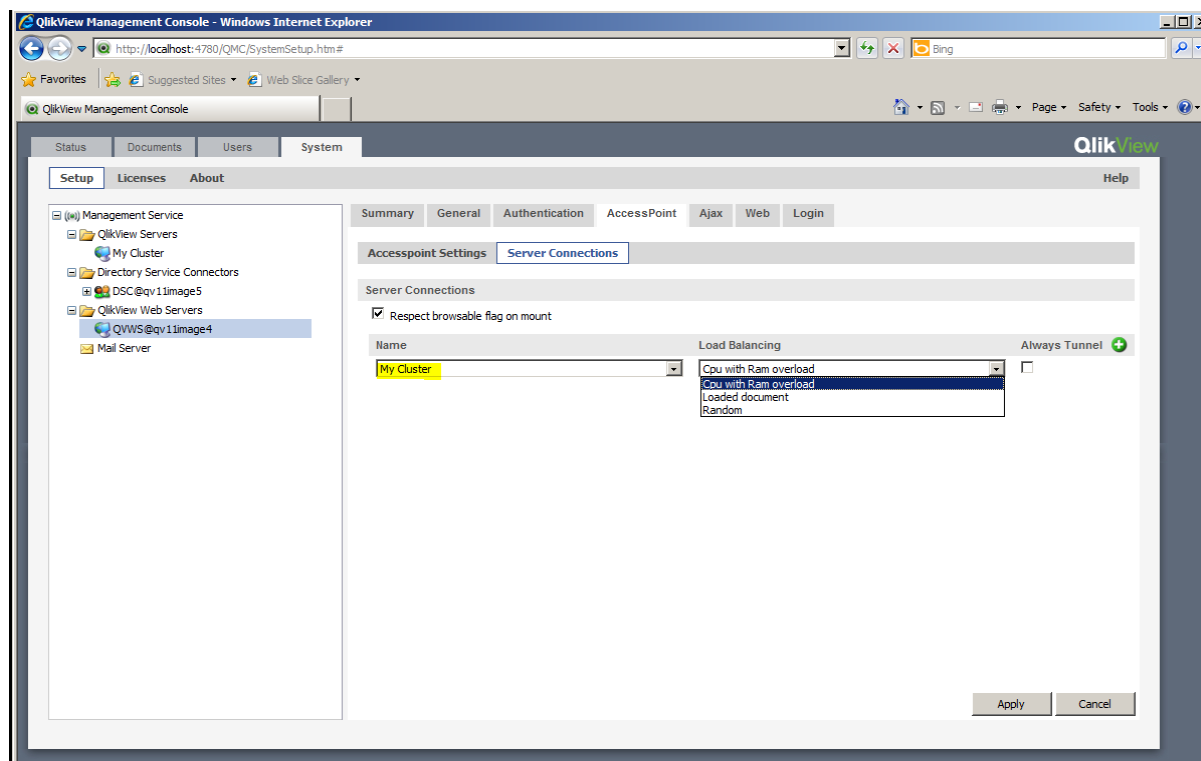 QlikView Management Console - Windows Internet Explorer
http://localhost:4780/QMC/SystemSetup.htm#
Bing
Favorites Suggested Sites Web Slice Gallery
QlikView Management Console Page Safety Tools
Status Documents Users System QlikView
Setup Licenses About Help
Management Service
QlikView Servers
My Cluster
Directory Service Connectors
DSC@qv11image5
QlikView Web Servers
QVWS@qv11image4
Mail Server
Summary General Authentication AccessPoint Ajax Web Login
Accesspoint Settings Server Connections
Server Connections
Respect browsable flag on mount
Name Load Balancing Always Tunnel
My Cluster Cpu with Ram overload
Cpu with Ram overload
Loaded document
Random
Apply Cancel